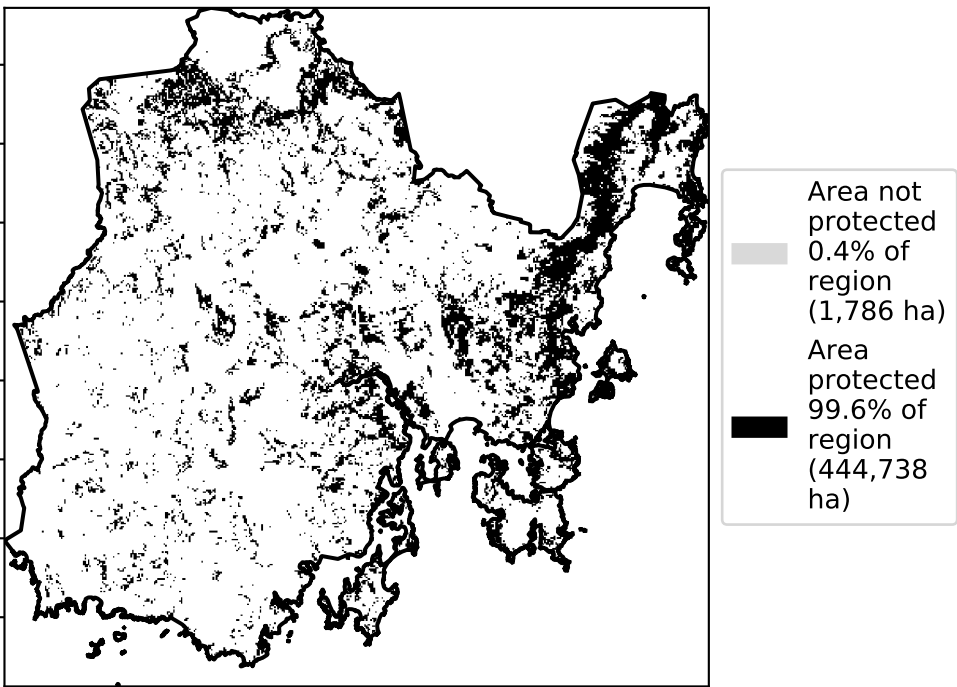 Area not
protected
0.4% of
region
(1,786 ha)
Area
protected
99.6% of
region
(444,738
ha)